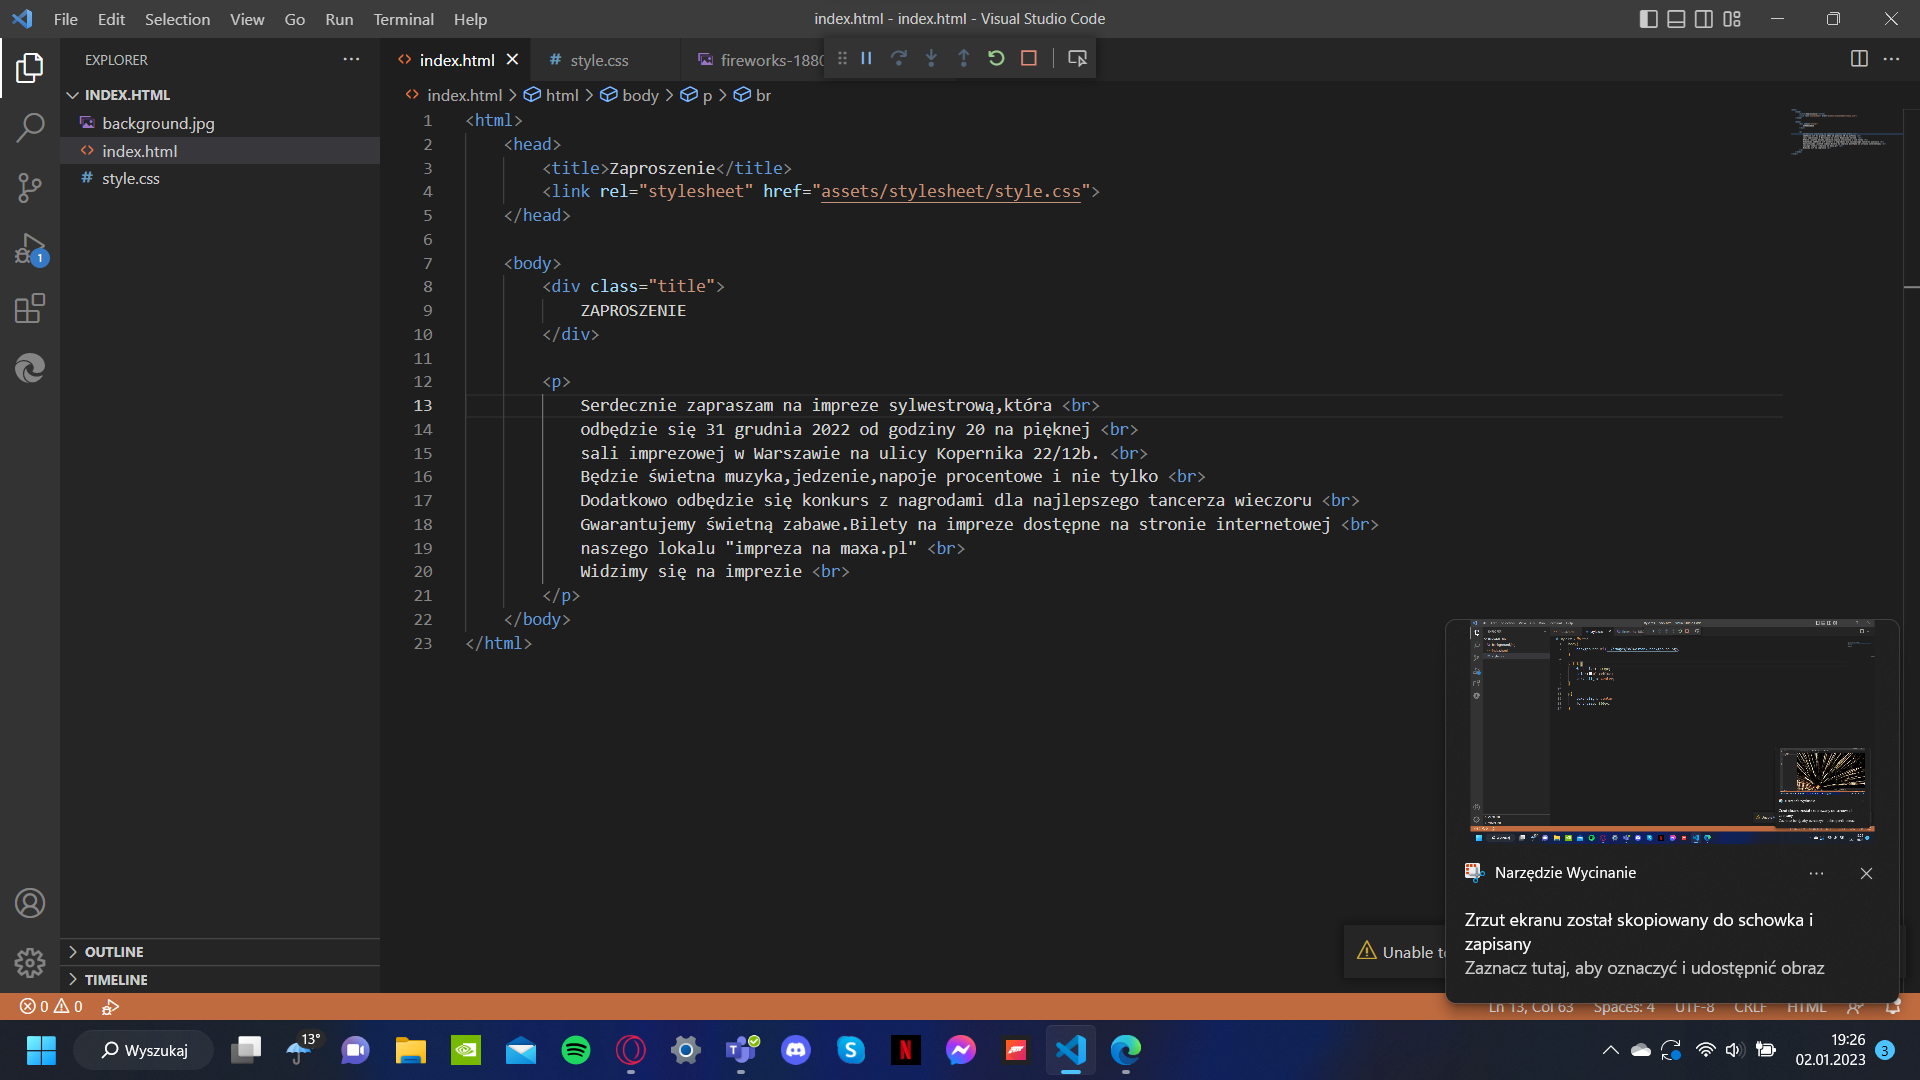 File Edit Selection View Go Run Terminal Help
index.html - index.html - Visual Studio Code
EXPLORER
INDEX.HTML
background.jpg
index.html
style.css
OUTLINE
TIMELINE
index.html
style.css
fireworks-1880
index.html > html > body > p > br
1 <html>
2 <head>
3 <title>Zaproszenie</title>
4 <link rel="stylesheet" href="assets/stylesheet/style.css">
5 </head>
6
7 <body>
8 <div class="title">
9 ZAPROSZENIE
10 </div>
11
12 <p>
13 Serdecznie zapraszam na impreze sylwestrową,która <br>
14 odbędzie się 31 grudnia 2022 od godziny 20 na pięknej <br>
15 sali imprezowej w Warszawie na ulicy Kopernika 22/12b. <br>
16 Będzie świetna muzyka,jedzenie,napoje procentowe i nie tylko <br>
17 Dodatkowo odbędzie się konkurs z nagrodami dla najlepszego tancerza wieczoru <br>
18 Gwarantujemy świetną zabawe.Bilety na impreze dostępne na stronie internetowej <br>
19 naszego lokalu "impreza na maxa.pl" <br>
20 Widzimy się na imprezie <br>
21 </p>
22 </body>
23 </html>
Narzędzie Wycinanie
Zrzut ekranu został skopiowany do schowka i
zapisany
Zaznacz tutaj, aby oznaczyć i udostępnić obraz
Unable
0 0
Ln 13, Col 63 Spaces: 4 UTF-8 CRLF HTML
1
Wyszukaj
13°
19:26
02.01.2023
3